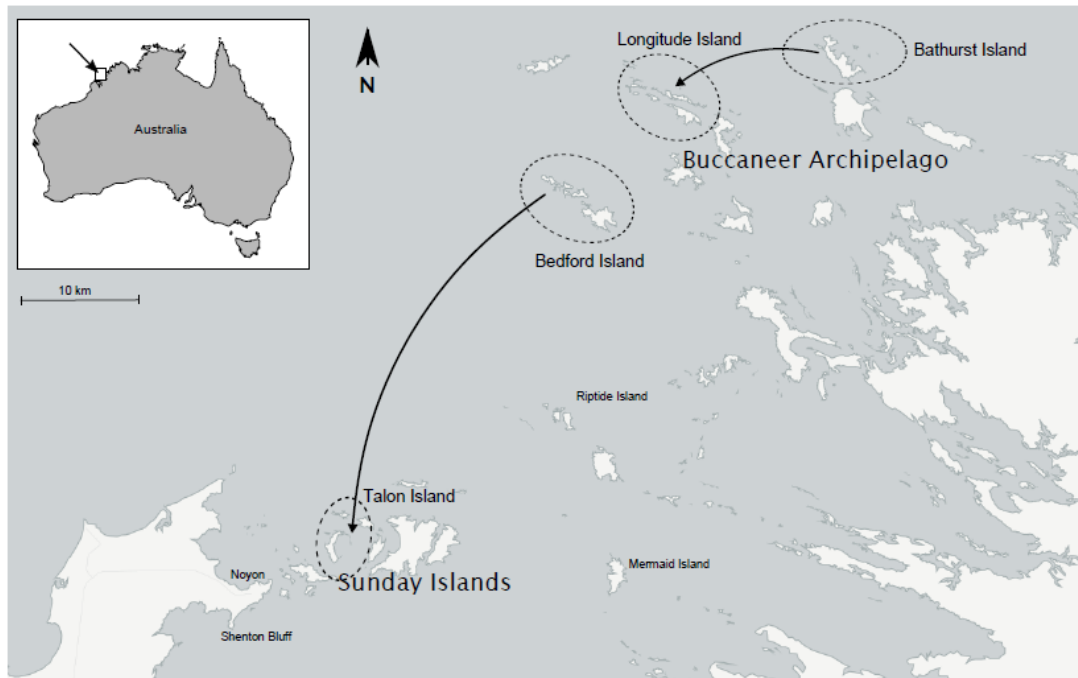 Australia
N
10 km
Longitude Island
Bathurst Island
Buccaneer Archipelago
Bedford Island
Riptide Island
Talon Island
Noyon
Sunday Islands
Mermaid Island
Shenton Bluff